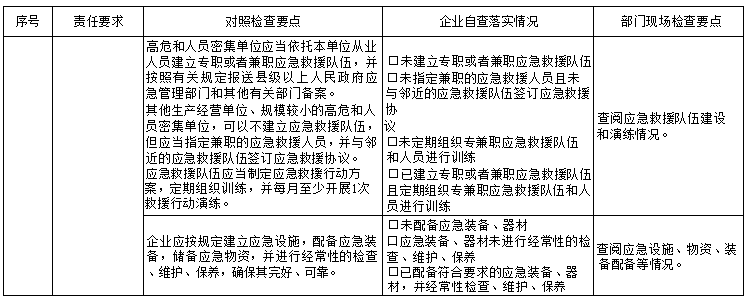 序号
责任要求
对照检查要点
企业自查落实情况
部门现场检查要点
高危和人员密集单位应当依托本单位从业
人员建立专职或者兼职应急救援队伍，并
按照有关规定报送县级以上人民政府应
急管理部门和其他有关部门备案。
其他生产经营单位、规模较小的高危和人
员密集单位，可以不建立应急救援队伍，
但应当指定兼职的应急救援人员，并与邻
近的应急救援队伍签订应急救援协议。
应急救援队伍应当制定应急救援行动方
案，定期组织训练，并每月至少开展1次
救援行动演练。
□未建立专职或者兼职应急救援队伍
□未指定兼职的应急救援人员且未
与邻近的应急救援队伍签订应急救援
协
议
□未定期组织专兼职应急救援队伍
和人员进行训练
□已建立专职或者兼职应急救援队伍
且定期组织专兼职应急救援队伍和人
员进行训练
查阅应急救援队伍建设
和演练情况。
企业应按规定建立应急设施，配备应急装
备，储备应急物资，并进行经常性的检查
、维护、保养，确保其完好、可靠。
□未配备应急装备、器材
□应急装备、器材未进行经常性的检
查、维护、保养
□已配备符合要求的应急装备、器
材，并经常性检查、维护、保养
查阅应急设施、物资、装
备配备等情况。